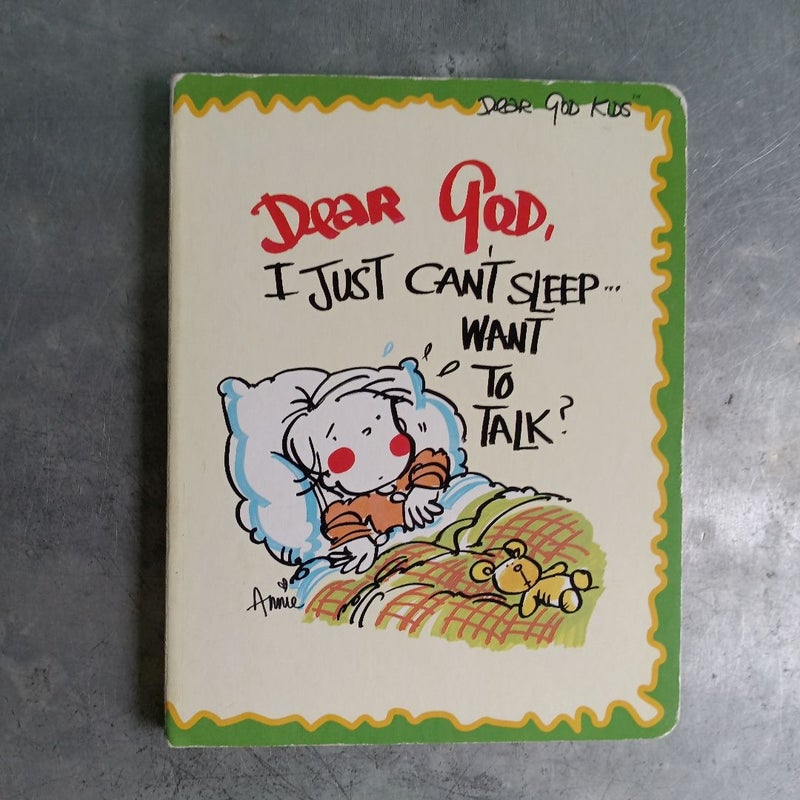 DEAR GOD KIDS™
DEAR GOD,
I JUST CAN'T SLEEP...
WANT
TO
TALK?
Annie